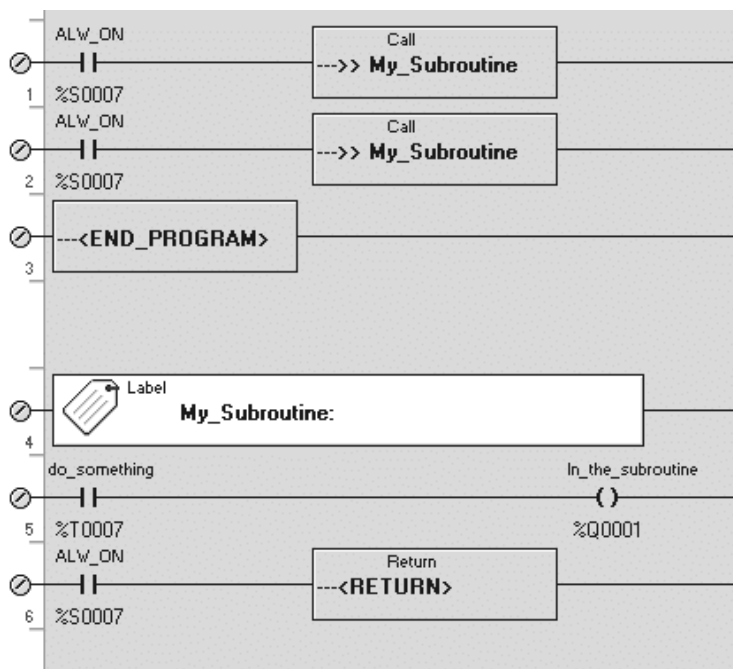 ALW_ON
Call
--->> My_Subroutine
1 %S0007
ALW_ON
Call
--->> My_Subroutine
2 %S0007
---<END_PROGRAM>
3
Label
My_Subroutine:
4
do_something In_the_subroutine
5 %T0007 %Q0001
ALW_ON
Return
---<RETURN>
6 %S0007